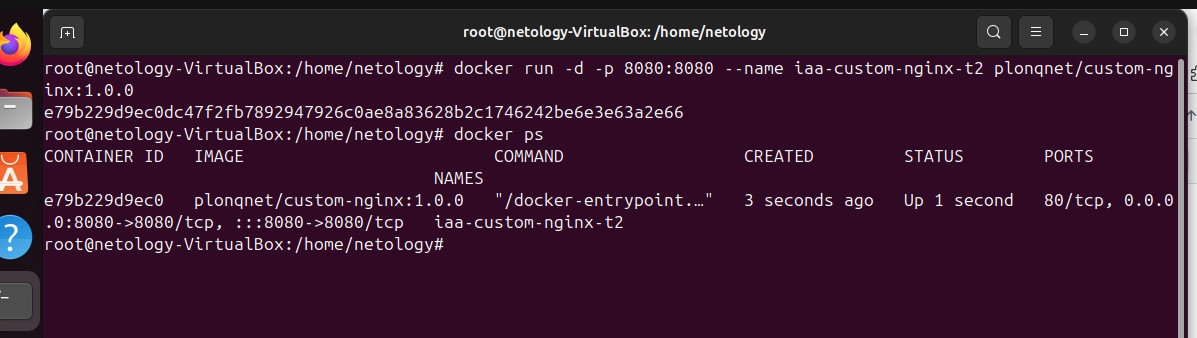 root@netology-VirtualBox: /home/netology
root@netology-VirtualBox:/home/netology# docker run -d -p 8080:8080 --name iaa-custom-nginx-t2 plonqnet/custom-ng
inx:1.0.0
e79b229d9ec0dc47f2fb7892947926c0ae8a83628b2c1746242be6e3e63a2e66
root@netology-VirtualBox:/home/netology# docker ps
CONTAINER ID   IMAGE                         COMMAND                  CREATED         STATUS        PORTS
                                       NAMES
e79b229d9ec0   plonqnet/custom-nginx:1.0.0   "/docker-entrypoint.…"   3 seconds ago   Up 1 second   80/tcp, 0.0.0
.0:8080->8080/tcp, :::8080->8080/tcp   iaa-custom-nginx-t2
root@netology-VirtualBox:/home/netology#